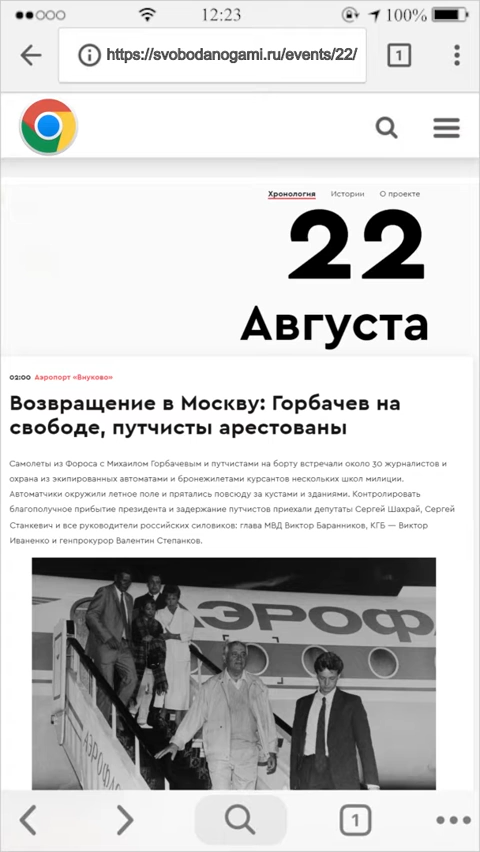 12:23
100%
https://svobodanogami.ru/events/22/
1
Хронология Истории О проекте
22
Августа
02:00 Аэропорт «Внуково»
Возвращение в Москву: Горбачев на
свободе, путчисты арестованы
Самолеты из Фороса с Михаилом Горбачевым и путчистами на борту встречали около 30 журналистов и
охрана из экипированных автоматами и бронежилетами курсантов нескольких школ милиции.
Автоматчики окружили летное поле и прятались повсюду за кустами и зданиями. Контролировать
благополучное прибытие президента и задержание путчистов приехали депутаты Сергей Шахрай, Сергей
Станкевич и все руководители российских силовиков: глава МВД Виктор Баранников, КГБ — Виктор
Иваненко и генпрокурор Валентин Степанков.
АЭРОФ
АЭРОФЛО
1